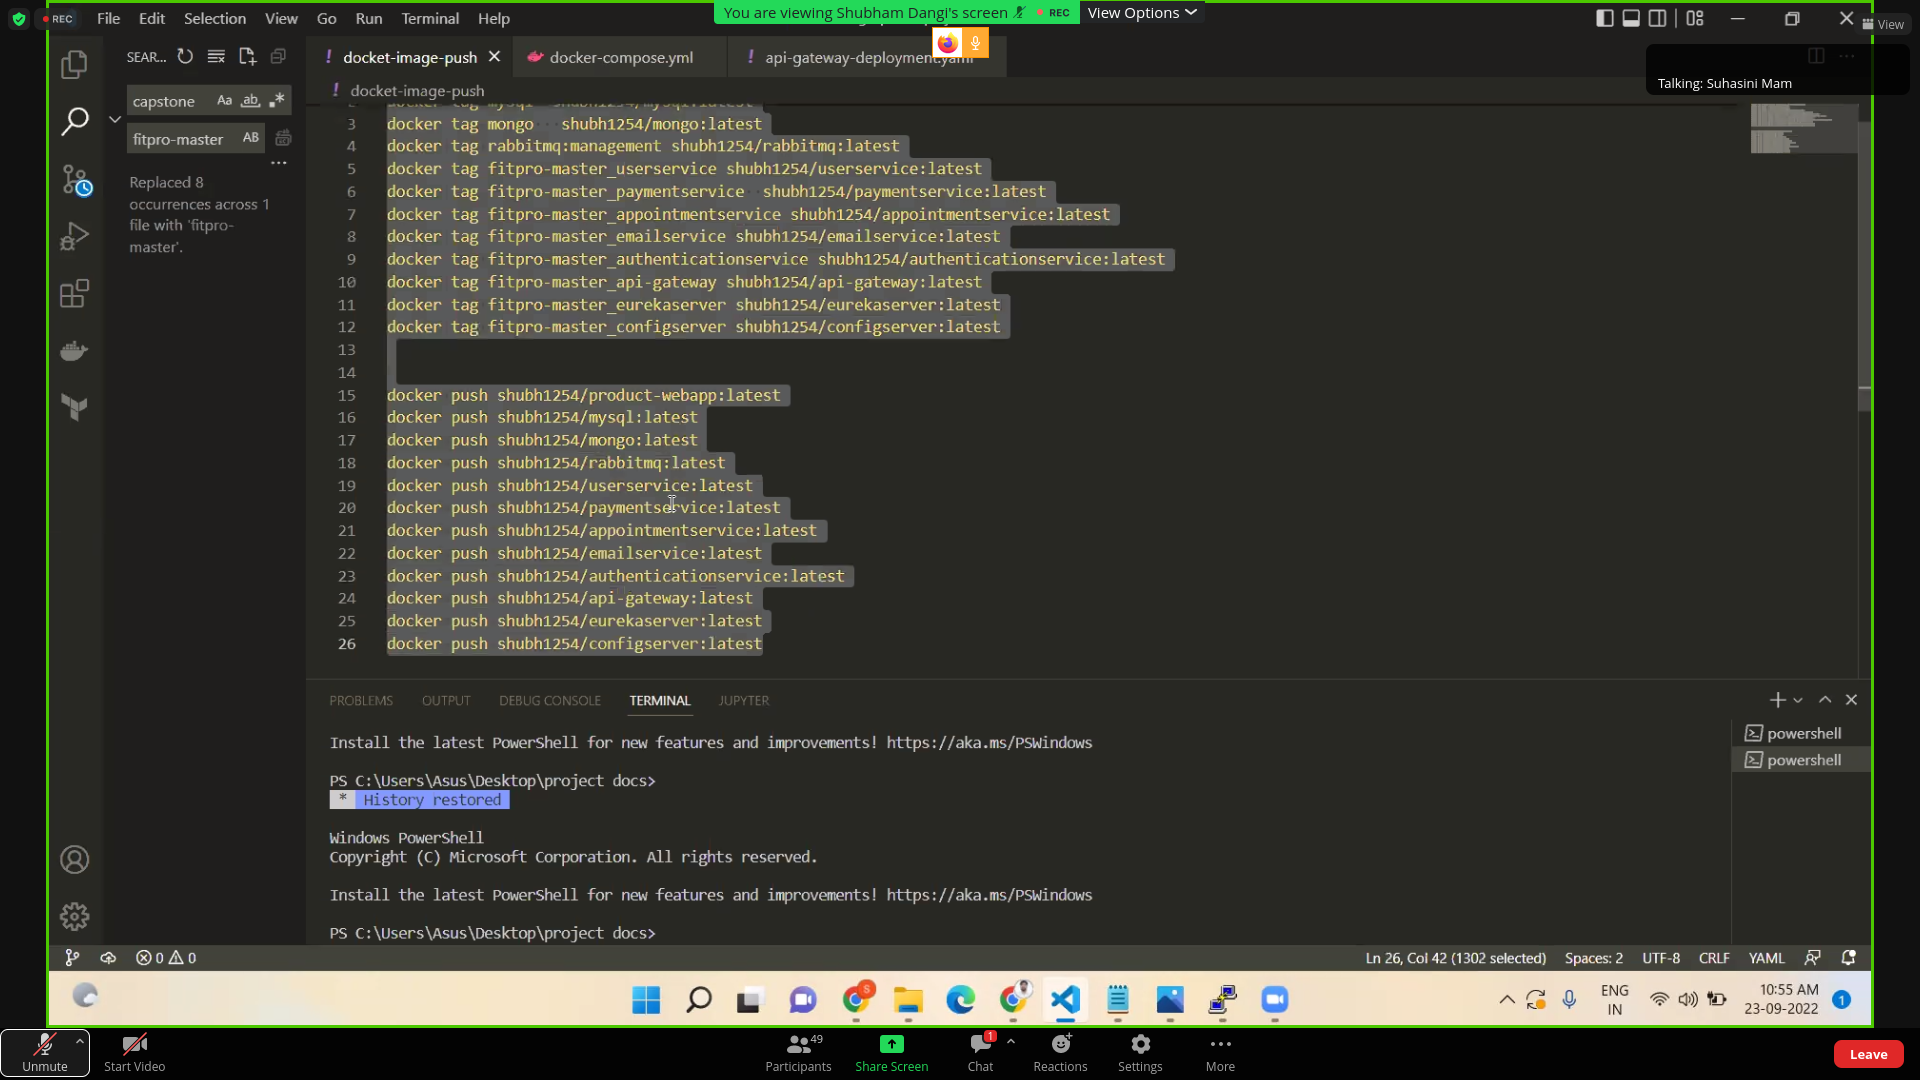 REC
File Edit Selection View Go Run Terminal Help
You are viewing Shubham Dangi's screen
REC
View Options
View
SEAR...
docket-image-push
docker-compose.yml
api-gateway-deployment.yaml
Talking: Suhasini Mam
capstone
fitpro-master
AB
Replaced 8
occurrences across 1
file with 'fitpro-
master'.
docket-image-push
2 docker tag mysql shubh1254/mysql:latest
3 docker tag mongo shubh1254/mongo:latest
4 docker tag rabbitmq:management shubh1254/rabbitmq:latest
5 docker tag fitpro-master_userservice shubh1254/userservice:latest
6 docker tag fitpro-master_paymentservice shubh1254/paymentservice:latest
7 docker tag fitpro-master_appointmentservice shubh1254/appointmentservice:latest
8 docker tag fitpro-master_emailservice shubh1254/emailservice:latest
9 docker tag fitpro-master_authenticationservice shubh1254/authenticationservice:latest
10 docker tag fitpro-master_api-gateway shubh1254/api-gateway:latest
11 docker tag fitpro-master_eurekaserver shubh1254/eurekaserver:latest
12 docker tag fitpro-master_configserver shubh1254/configserver:latest
13
14
15 docker push shubh1254/product-webapp:latest
16 docker push shubh1254/mysql:latest
17 docker push shubh1254/mongo:latest
18 docker push shubh1254/rabbitmq:latest
19 docker push shubh1254/userservice:latest
20 docker push shubh1254/paymentservice:latest
21 docker push shubh1254/appointmentservice:latest
22 docker push shubh1254/emailservice:latest
23 docker push shubh1254/authenticationservice:latest
24 docker push shubh1254/api-gateway:latest
25 docker push shubh1254/eurekaserver:latest
26 docker push shubh1254/configserver:latest
PROBLEMS OUTPUT DEBUG CONSOLE TERMINAL JUPYTER
Install the latest PowerShell for new features and improvements! https://aka.ms/PSWindows
PS C:\Users\Asus\Desktop\project docs>
* History restored
Windows PowerShell
Copyright (C) Microsoft Corporation. All rights reserved.
Install the latest PowerShell for new features and improvements! https://aka.ms/PSWindows
PS C:\Users\Asus\Desktop\project docs>
powershell
powershell
0 0
Ln 26, Col 42 (1302 selected) Spaces: 2 UTF-8 CRLF YAML
ENG
IN
10:55 AM
23-09-2022
1
Unmute
Start Video
49
Participants
Share Screen
1
Chat
Reactions
Settings
More
Leave